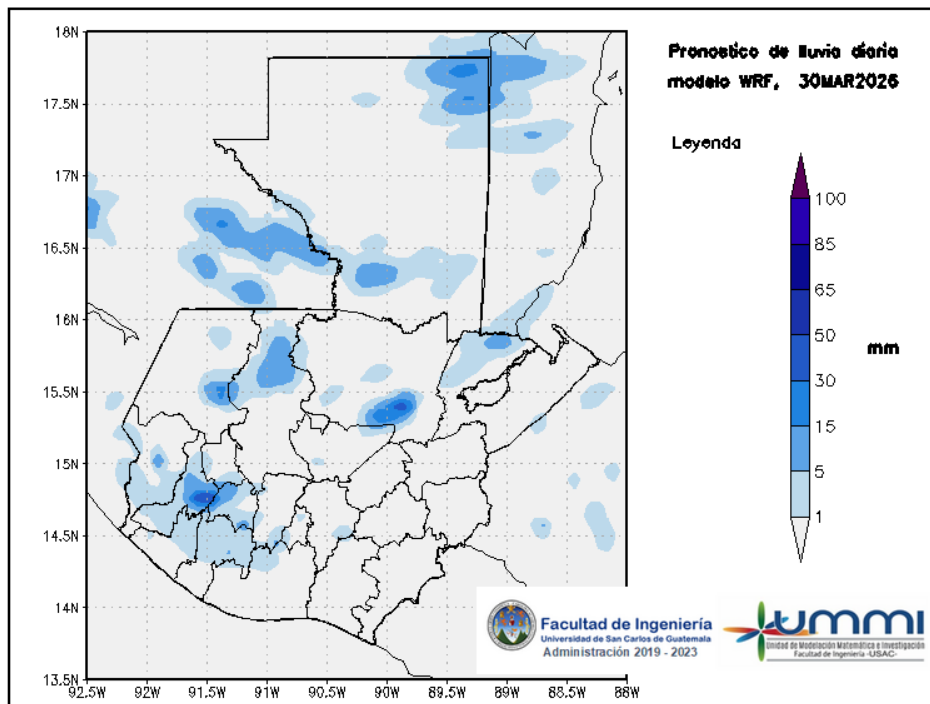 Pronostico de lluvia diaria
modelo WRF, 30MAR2026
Leyenda
100
85
65
50
30
15
5
1
mm
18N
17.5N
17N
16.5N
16N
15.5N
15N
14.5N
14N
13.5N
92.5W
92W
91.5W
91W
90.5W
90W
89.5W
89W
88.5W
88W
Facultad de Ingeniería
Universidad de San Carlos de Guatemala
Administración 2019 - 2023
ummi
Unidad de Modelación Matemática e Investigación
Facultad de Ingeniería -USAC-